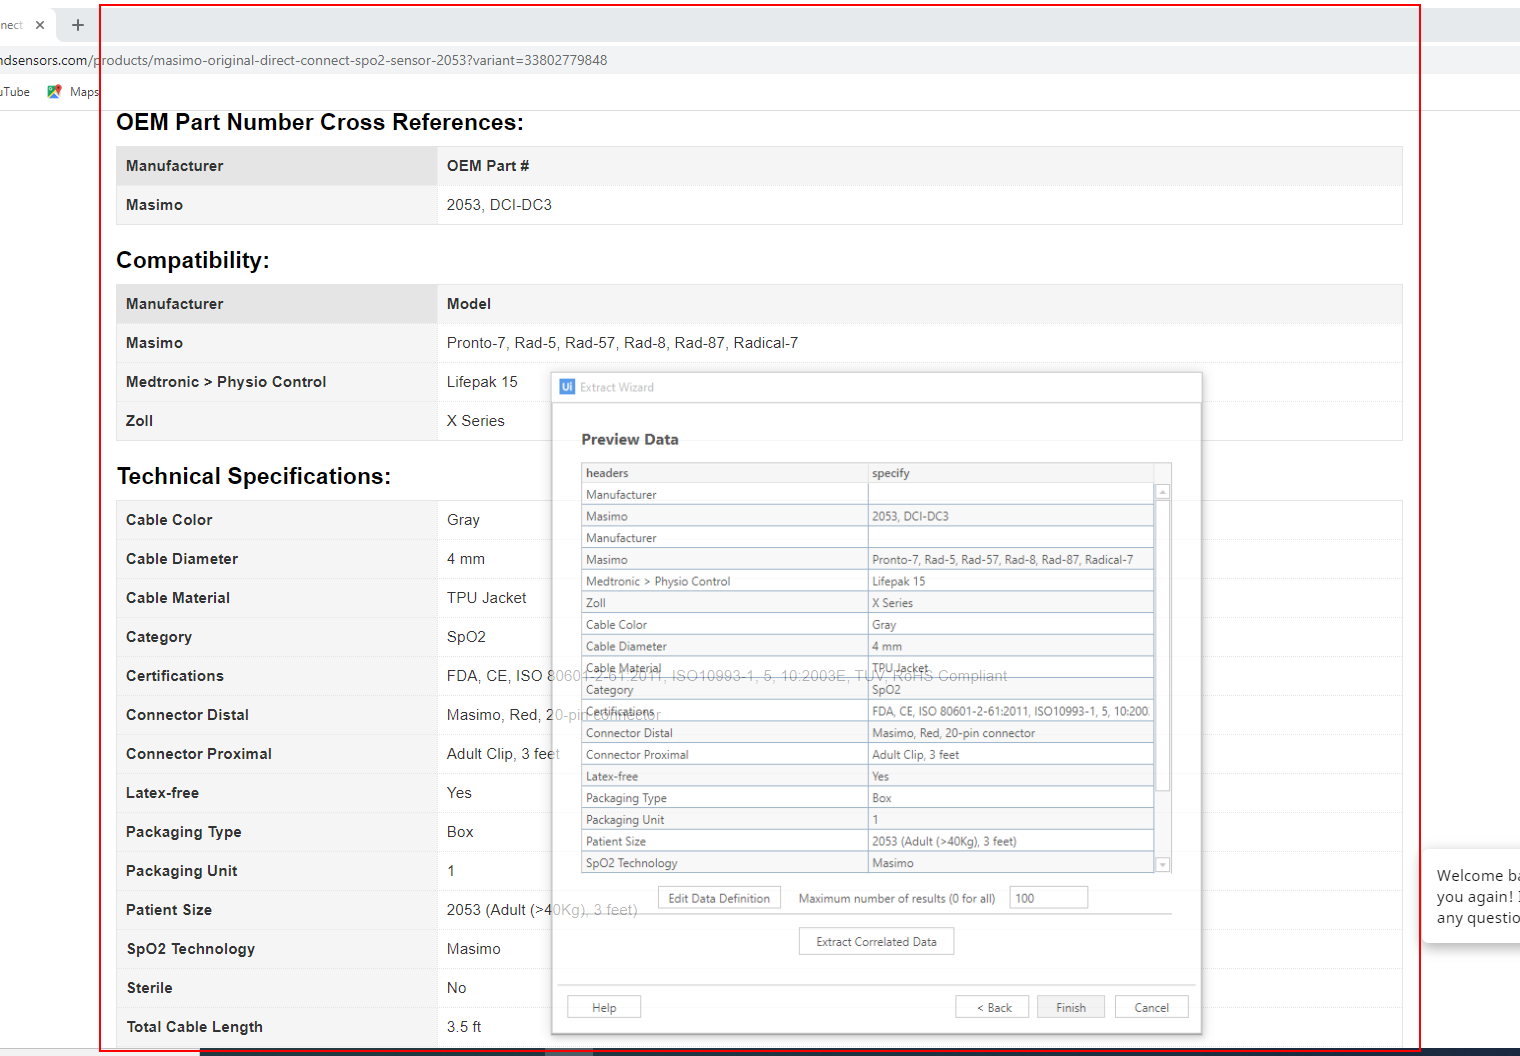 nect
ndsensors.com/products/masimo-original-direct-connect-spo2-sensor-2053?variant=33802779848
uTube Maps
OEM Part Number Cross References:
Manufacturer OEM Part #
Masimo 2053, DCI-DC3
Compatibility:
Manufacturer Model
Masimo Pronto-7, Rad-5, Rad-57, Rad-8, Rad-87, Radical-7
Medtronic > Physio Control Lifepak 15
Zoll X Series
Technical Specifications:
Cable Color Gray
Cable Diameter 4 mm
Cable Material TPU Jacket
Category SpO2
Certifications FDA, CE, ISO 80601-2-61:2011, ISO10993-1, 5, 10:2003E, TUV, RoHS Compliant
Connector Distal Masimo, Red, 20-pin connector
Connector Proximal Adult Clip, 3 feet
Latex-free Yes
Packaging Type Box
Packaging Unit 1
Patient Size 2053 (Adult (>40Kg), 3 feet)
SpO2 Technology Masimo
Sterile No
Total Cable Length 3.5 ft
Ui Extract Wizard
Preview Data
headers specify
Manufacturer
Masimo 2053, DCI-DC3
Manufacturer
Masimo Pronto-7, Rad-5, Rad-57, Rad-8, Rad-87, Radical-7
Medtronic > Physio Control Lifepak 15
Zoll X Series
Cable Color Gray
Cable Diameter 4 mm
Cable Material TPU Jacket
Category SpO2
Certifications FDA, CE, ISO 80601-2-61:2011, ISO10993-1, 5, 10:200
Connector Distal Masimo, Red, 20-pin connector
Connector Proximal Adult Clip, 3 feet
Latex-free Yes
Packaging Type Box
Packaging Unit 1
Patient Size 2053 (Adult (>40Kg), 3 feet)
SpO2 Technology Masimo
Edit Data Definition Maximum number of results (0 for all) 100
Extract Correlated Data
Help < Back Finish Cancel
Welcome ba
you again! I
any questio